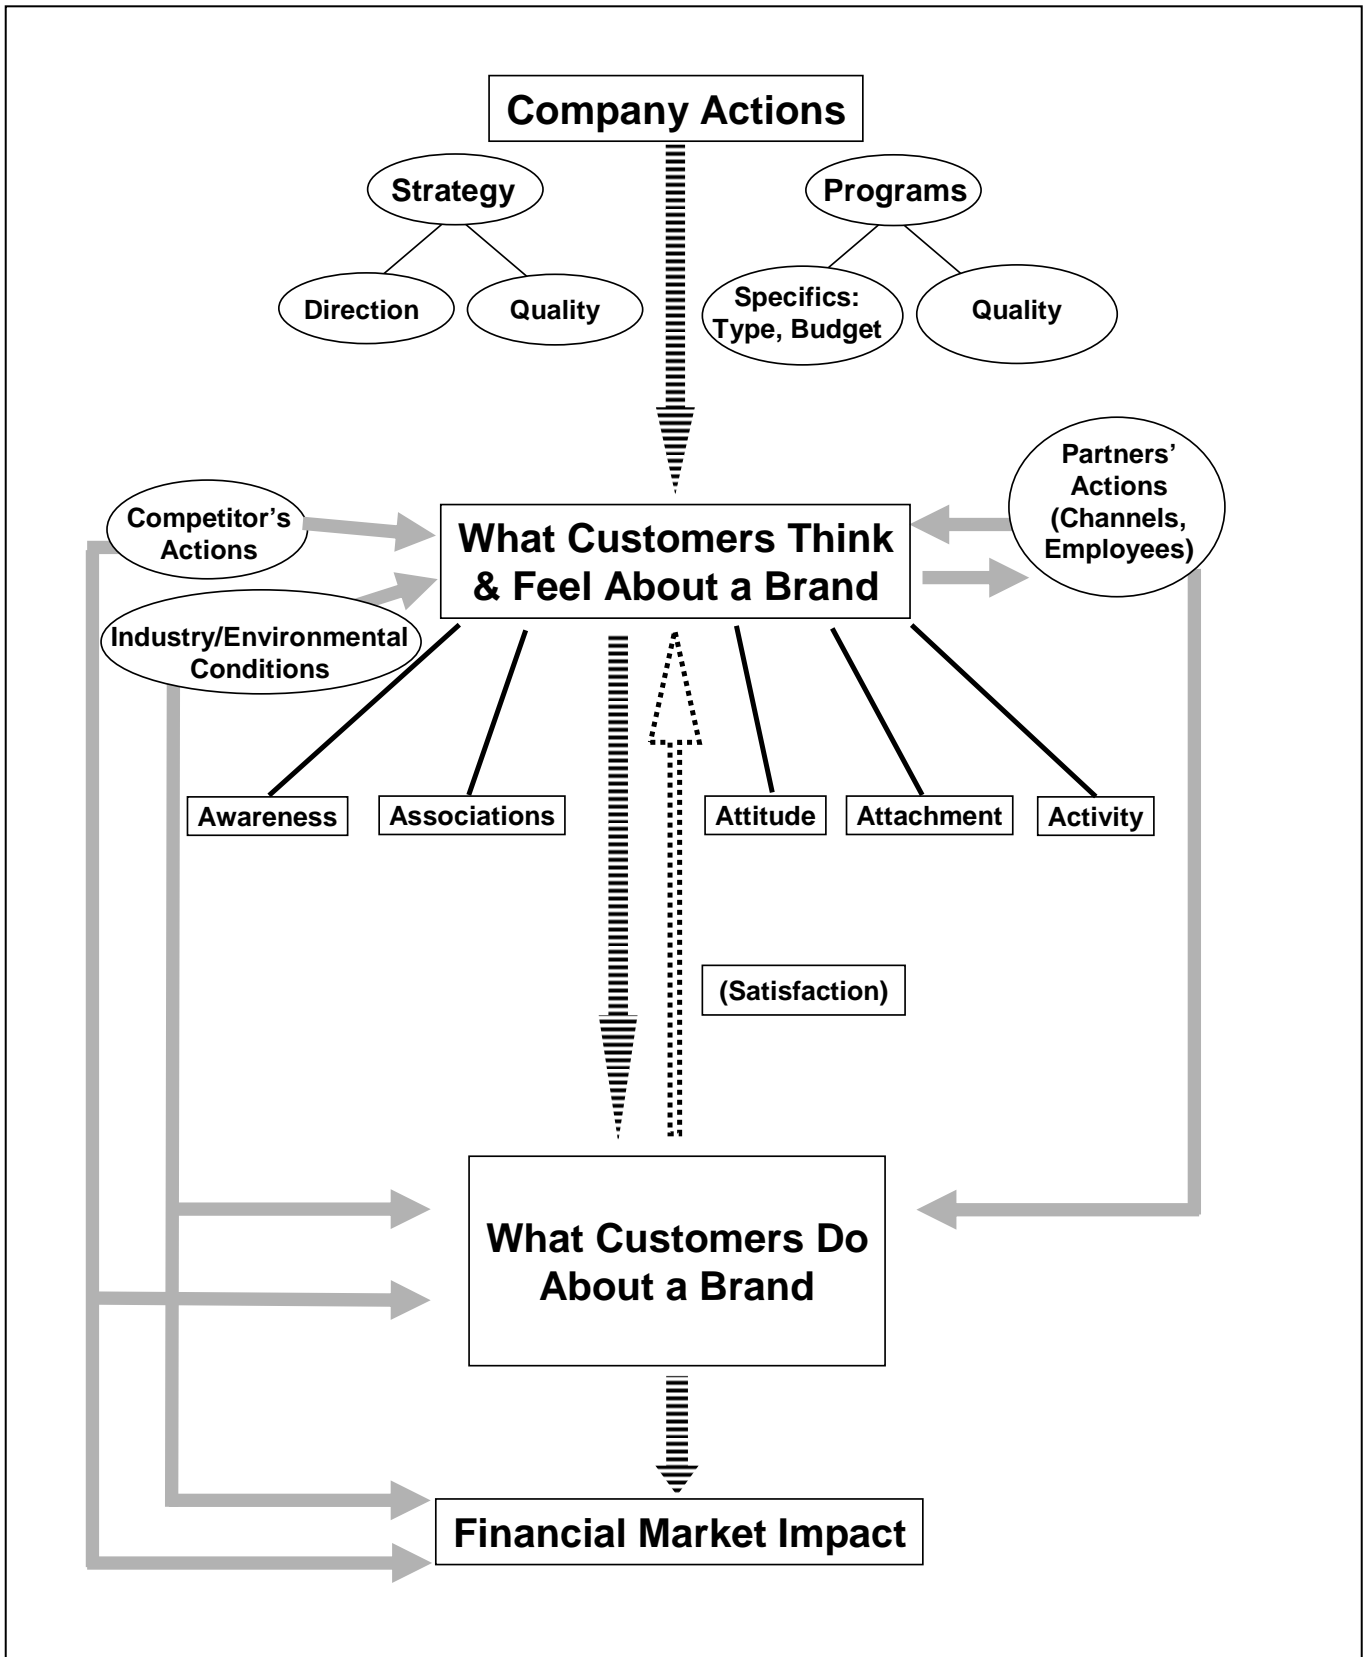 Company Actions
Strategy
Programs
Direction
Quality
Specifics:
Type, Budget
Quality
Partners’
Actions
(Channels,
Employees)
Competitor’s
Actions
What Customers Think
& Feel About a Brand
Industry/Environmental
Conditions
Awareness
Associations
Attitude
Attachment
Activity
(Satisfaction)
What Customers Do
About a Brand
Financial Market Impact